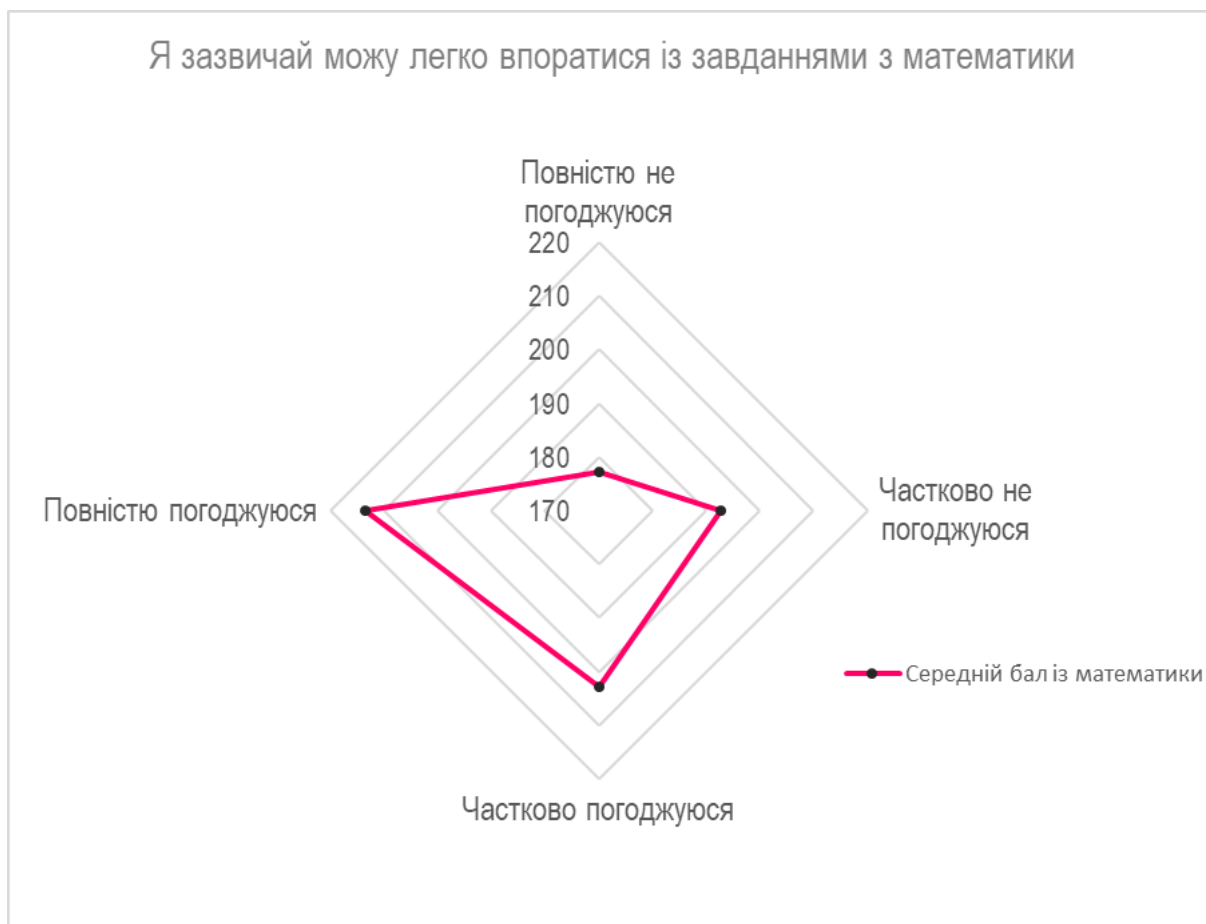 Я зазвичай можу легко впоратися із завданнями з математики
Повністю не
погоджуюся
220
210
200
190
180
170
Частково не
погоджуюся
Повністю погоджуюся
Середній бал із математики
Частково погоджуюся